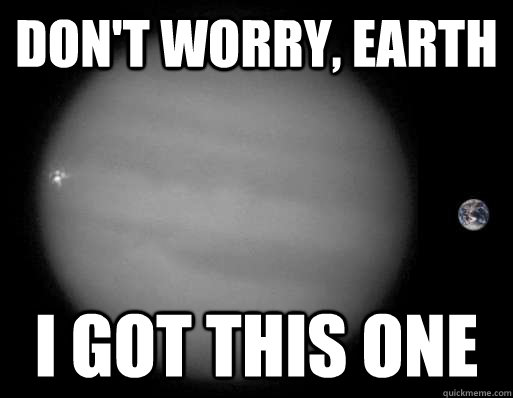 DON'T WORRY, EARTH
I GOT THIS ONE
quickmeme.com